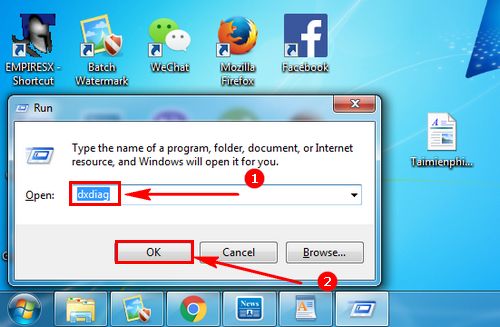 EMPIRESX -
Shortcut
Batch
Watermark
WeChat
Mozilla
Firefox
Facebook
Taimienphi...
Run
Type the name of a program, folder, document, or Internet
resource, and Windows will open it for you.
Open: dxdiag
1
OK Cancel Browse...
2
News